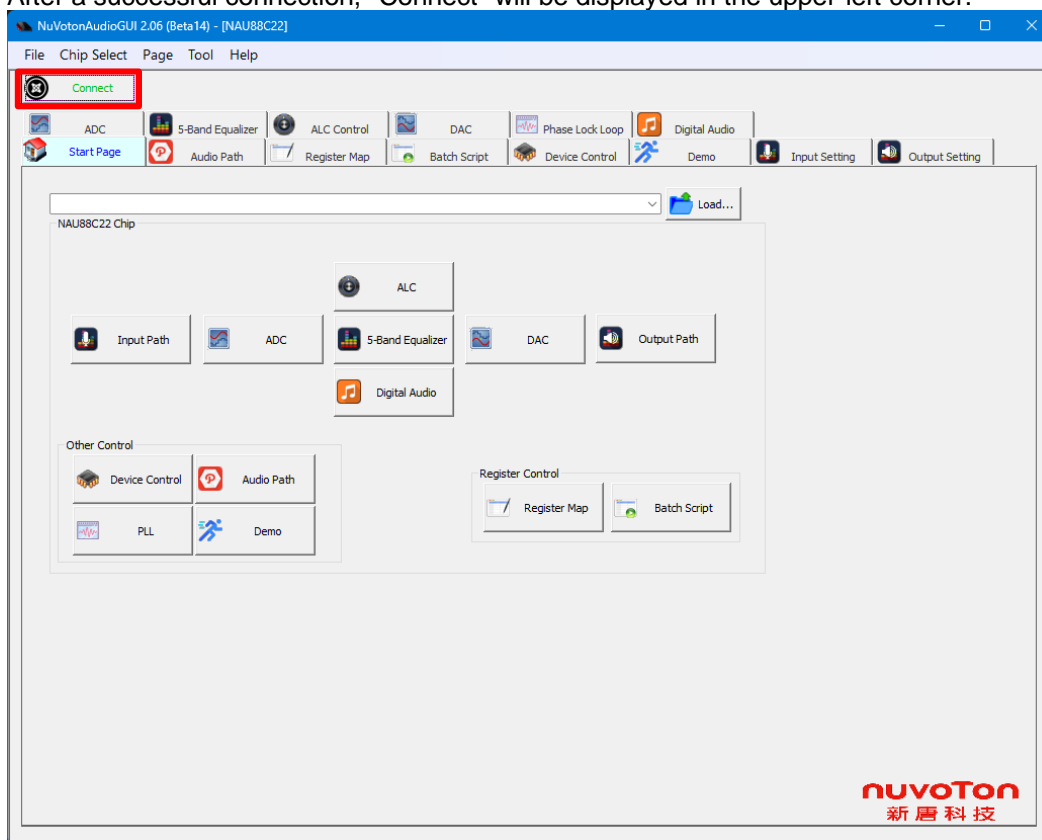 After a successful connection, "Connect" will be displayed in the upper left corner.
NuVotonAudioGUI 2.06 (Beta14) - [NAU88C22]
File Chip Select Page Tool Help
Connect
ADC 5-Band Equalizer ALC Control DAC Phase Lock Loop Digital Audio
Start Page Audio Path Register Map Batch Script Device Control Demo Input Setting Output Setting
Load...
NAU88C22 Chip
ALC
Input Path ADC 5-Band Equalizer DAC Output Path
Digital Audio
Other Control
Device Control Audio Path
Register Control
Register Map Batch Script
PLL Demo
nuvoTon
新唐科技